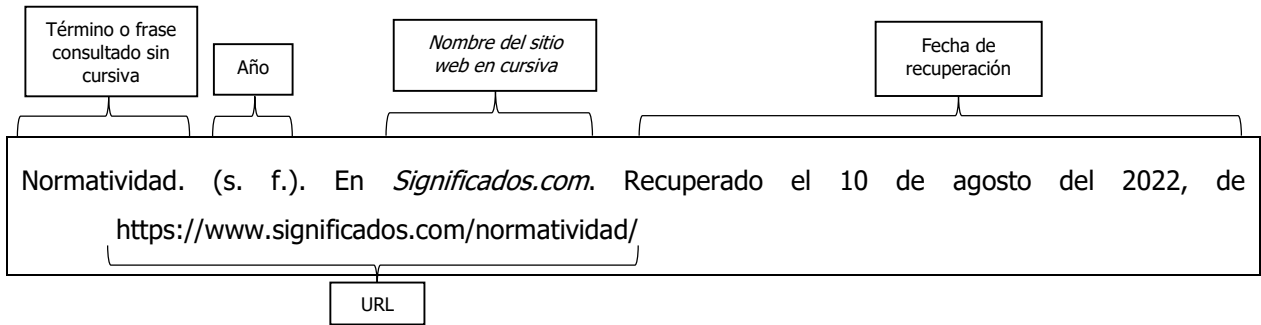 Término o frase
consultado sin
cursiva
Año
Nombre del sitio
web en cursiva
Fecha de
recuperación
Normatividad. (s. f.). En Significados.com. Recuperado el 10 de agosto del 2022, de
https://www.significados.com/normatividad/
URL